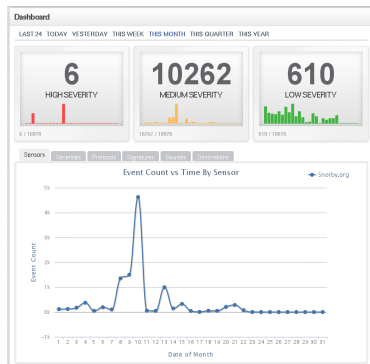 Dashboard
LAST 24 TODAY YESTERDAY THIS WEEK THIS MONTH THIS QUARTER THIS YEAR
6 10262 610
HIGH SEVERITY MEDIUM SEVERITY LOW SEVERITY
6 / 10878 10262 / 10878 610 / 10878
Sensors Severities Protocols Signatures Sources Destinations
Event Count vs Time By Sensor
Snorby.org
5k
4k
3k
2k
1k
0k
-1k
Event Count
1 2 3 4 5 6 7 8 9 10 11 12 13 14 15 16 17 18 19 20 21 22 23 24 25 26 27 28 29 30 31
Date of Month